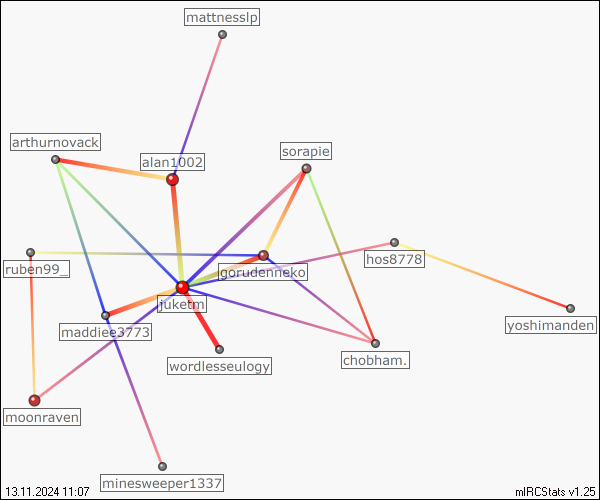 mattnesslp
arthurnovack
alan1002
sorapie
ruben99_
gorudenneko
hos8778
juketm
yoshimanden
maddiee3773
wordlesseulogy
chobham.
moonraven
minesweeper1337
13.11.2024 11:07
mIRCStats v1.25